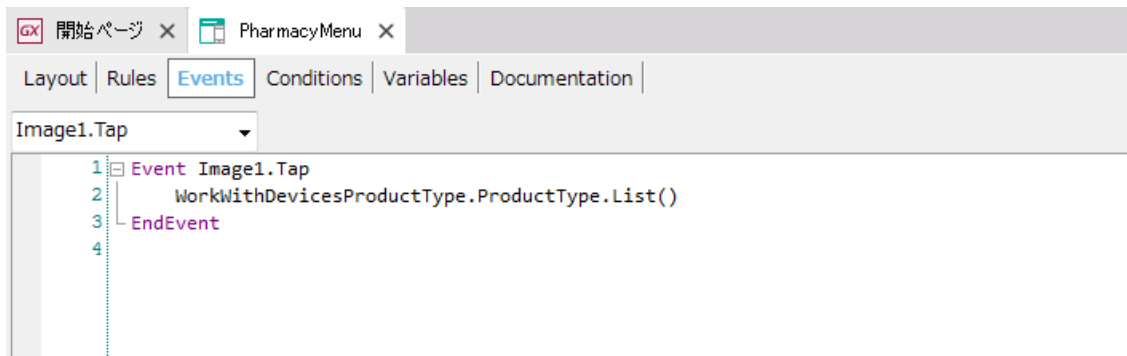 GX 開始ページ × PharmacyMenu ×
Layout Rules Events Conditions Variables Documentation
Image1.Tap
1 Event Image1.Tap
2 WorkWithDevicesProductType.ProductType.List()
3 EndEvent
4